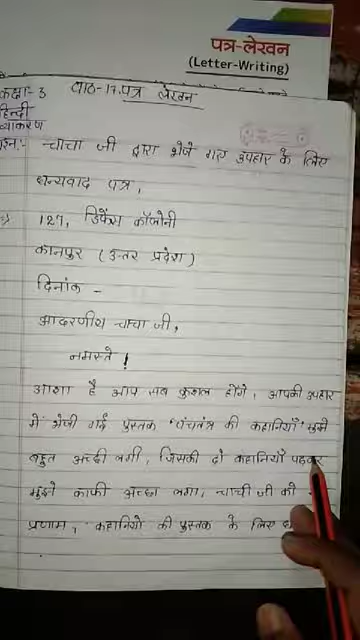 पत्र-लेखन
(Letter-Writing)
कक्षा- 3 पाठ-17. पत्र लेखन
हिन्दी
व्याकरण
प्रश्न.- चाचा जी द्वारा भेजे गए उपहार के लिए
धन्यवाद पत्र,
127, डिफेंस कॉलोनी
कानपुर (उत्तर प्रदेश)
दिनांक -
आदरणीय चाचा जी,
नमस्ते !
आशा है आप सब कुशल होंगे, आपकी उपहार
में भेजी गई पुस्तक 'पंचतंत्र की कहानियाँ' मुझे
बहुत अच्छी लगी, जिसकी दो कहानियाँ पढ़कर
मुझे काफी अच्छा लगा, चाची जी को
प्रणाम, कहानियों की पुस्तक के लिए